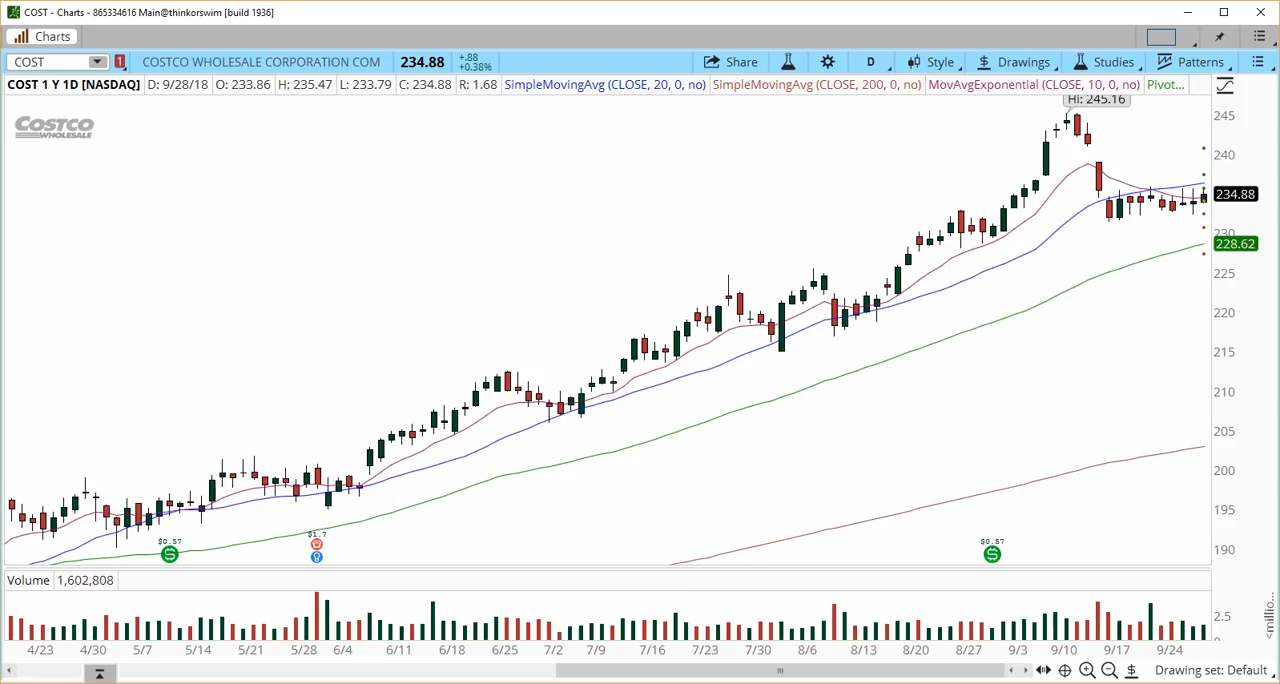 COST - Charts - 865334616 Main@thinkorswim [build 1936]
Charts
COST 1 COSTCO WHOLESALE CORPORATION COM 234.88 +.88 +0.38% Share D Style Drawings Studies Patterns
COST 1 Y 1D [NASDAQ] D: 9/28/18 O: 233.86 H: 235.47 L: 233.79 C: 234.88 R: 1.68 SimpleMovingAvg (CLOSE, 20, 0, no) SimpleMovingAvg (CLOSE, 200, 0, no) MovAvgExponential (CLOSE, 10, 0, no) Pivot...
Hi: 245.16
COSTCO
WHOLESALE
245
240
234.88
230
228.62
225
220
215
210
205
200
195
190
$0.57
$1.7
$0.57
Volume 1,602,808
2.5
0
<millio...
4/23 4/30 5/7 5/14 5/21 5/28 6/4 6/11 6/18 6/25 7/2 7/9 7/16 7/23 7/30 8/6 8/13 8/20 8/27 9/3 9/10 9/17 9/24
Drawing set: Default